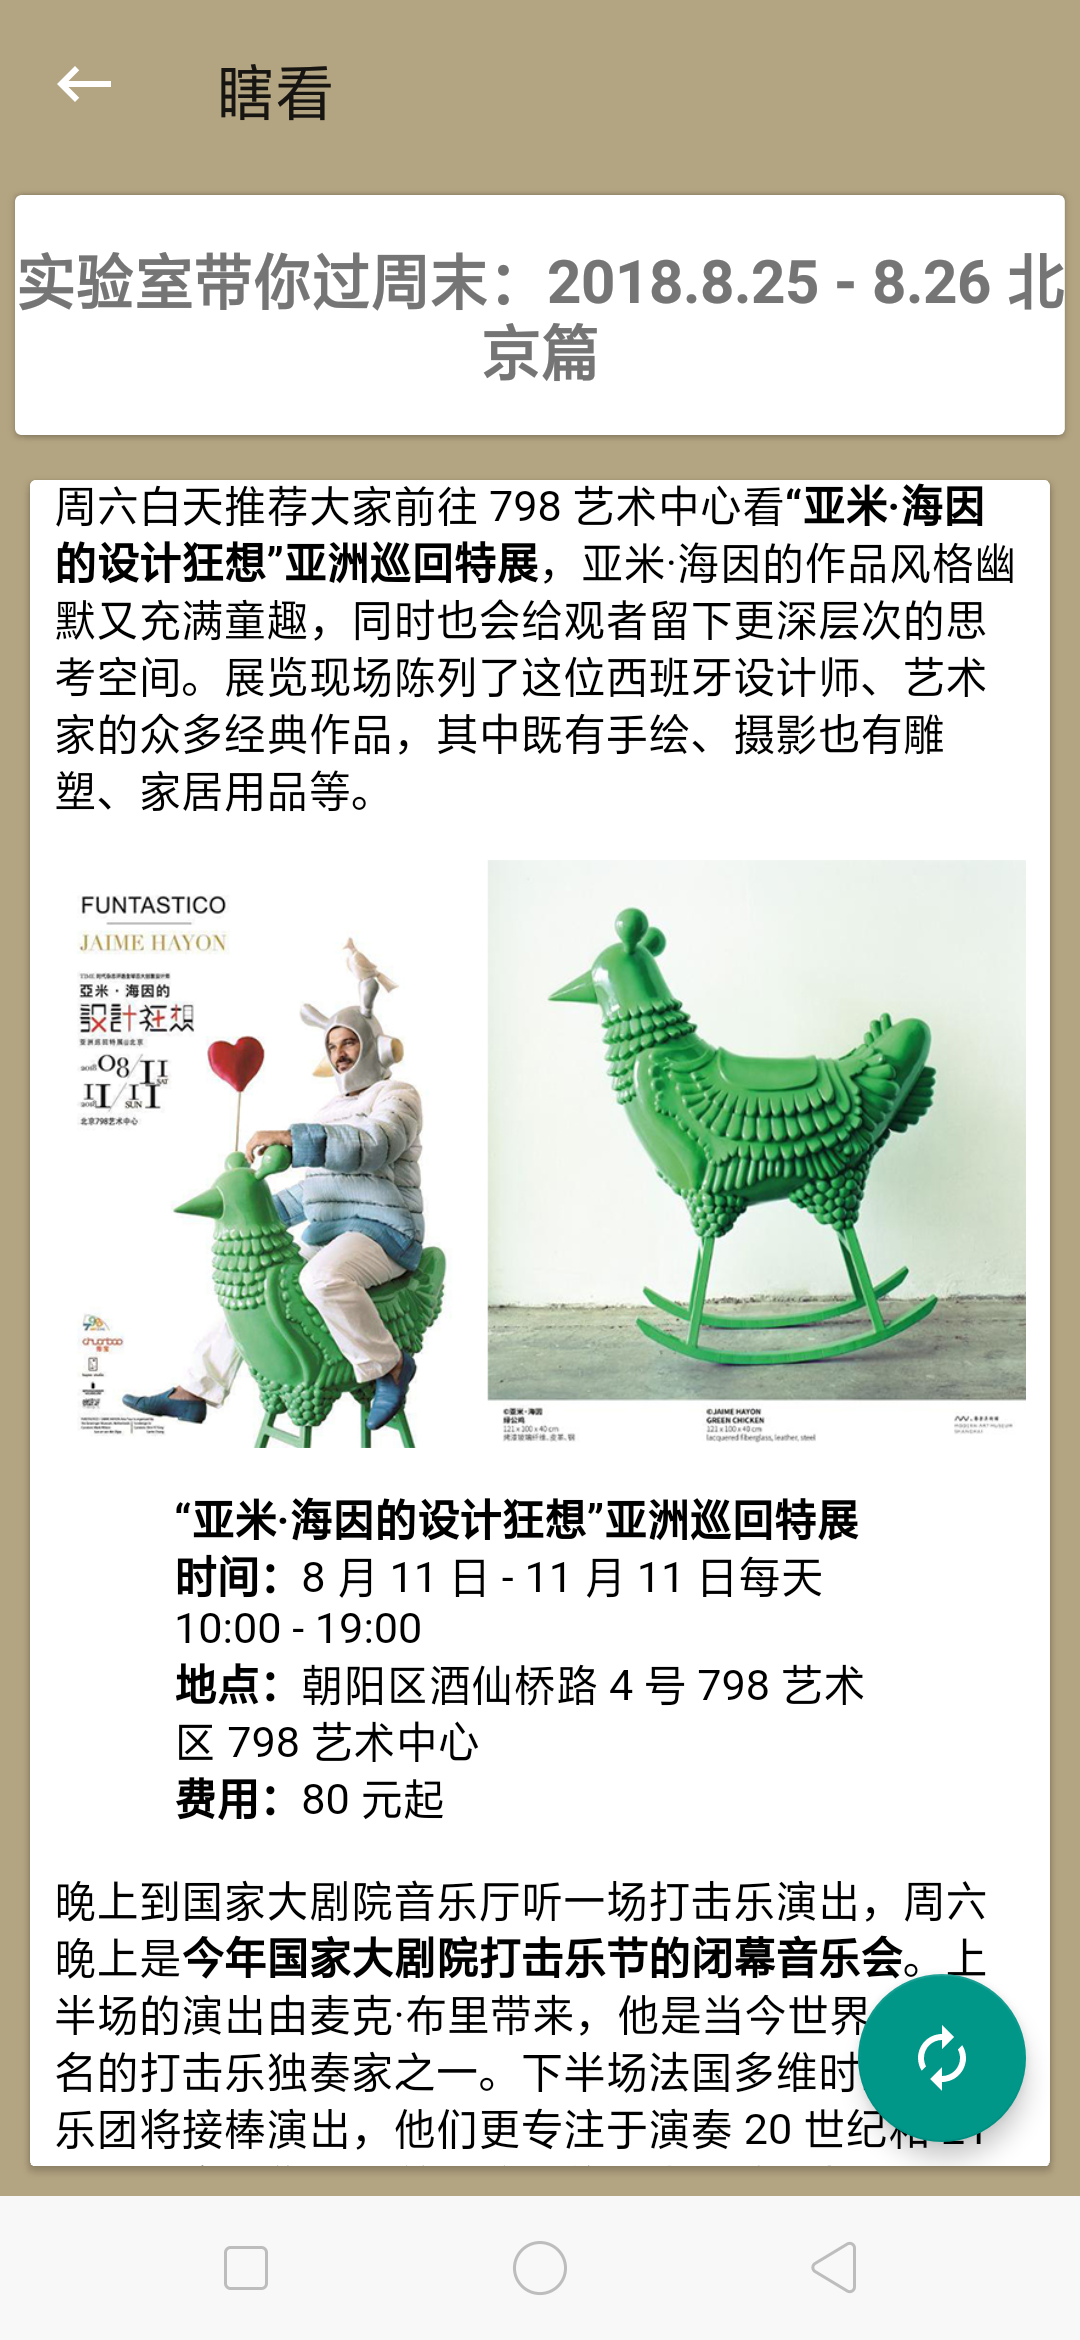 瞎看
实验室带你过周末：2018.8.25 - 8.26 北
京篇
周六白天推荐大家前往 798 艺术中心看“亚米·海因
的设计狂想”亚洲巡回特展，亚米·海因的作品风格幽
默又充满童趣，同时也会给观者留下更深层次的思
考空间。展览现场陈列了这位西班牙设计师、艺术
家的众多经典作品，其中既有手绘、摄影也有雕
塑、家居用品等。
FUNTASTICO
JAIME HAYON
亞米·海因的
設計狂想
亚洲巡回特展@北京
2018 08/11 SAT
2018 11/11 SUN
北京798艺术中心
©亚米·海因
绿公鸡
121 x 100 x 40 cm
©JAIME HAYON
GREEN CHICKEN
121 x 100 x 40 cm
lacquered fiberglass, leather, steel
MODERN ART MUSEUM
SHANGHAI
“亚米·海因的设计狂想”亚洲巡回特展
时间：8 月 11 日 - 11 月 11 日每天
10:00 - 19:00
地点：朝阳区酒仙桥路 4 号 798 艺术
区 798 艺术中心
费用：80 元起
晚上到国家大剧院音乐厅听一场打击乐演出，周六
晚上是今年国家大剧院打击乐节的闭幕音乐会。上
半场的演出由麦克·布里带来，他是当今世界
名的打击乐独奏家之一。下半场法国多维时
乐团将接棒演出，他们更专注于演奏 20 世纪和 21